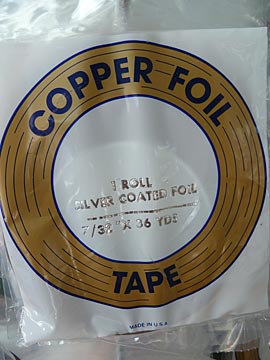 COPPER FOIL
1 ROLL
SILVER COATED FOIL
7/32" X 36 YDS
TAPE
MADE IN U.S.A.